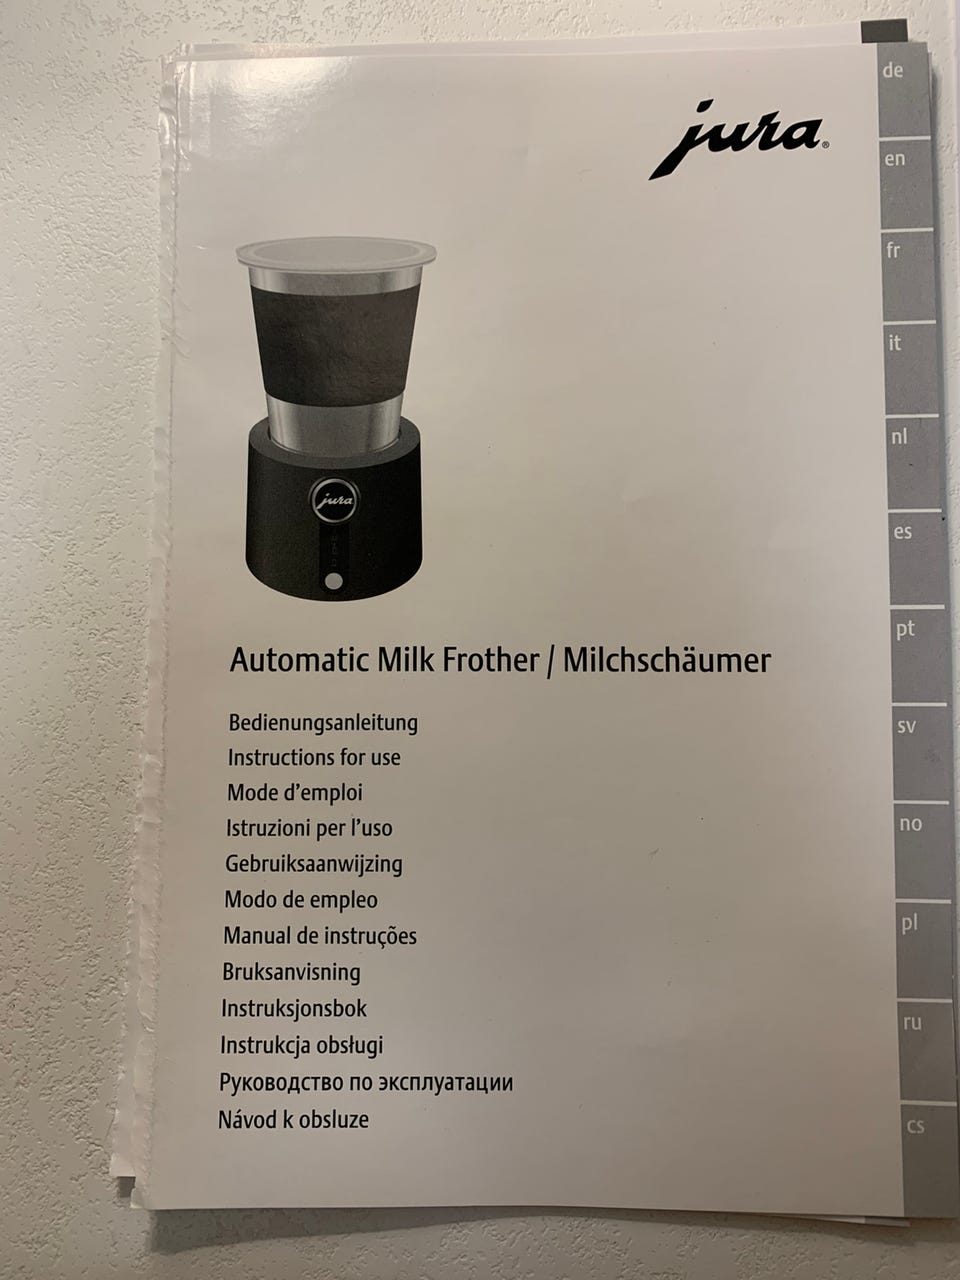 jura®
jura
Automatic Milk Frother / Milchschäumer
Bedienungsanleitung
Instructions for use
Mode d’emploi
Istruzioni per l’uso
Gebruiksaanwijzing
Modo de empleo
Manual de instruções
Bruksanvisning
Instruksjonsbok
Instrukcja obsługi
Руководство по эксплуатации
Návod k obsluze
de
en
fr
it
nl
es
pt
sv
no
pl
ru
cs